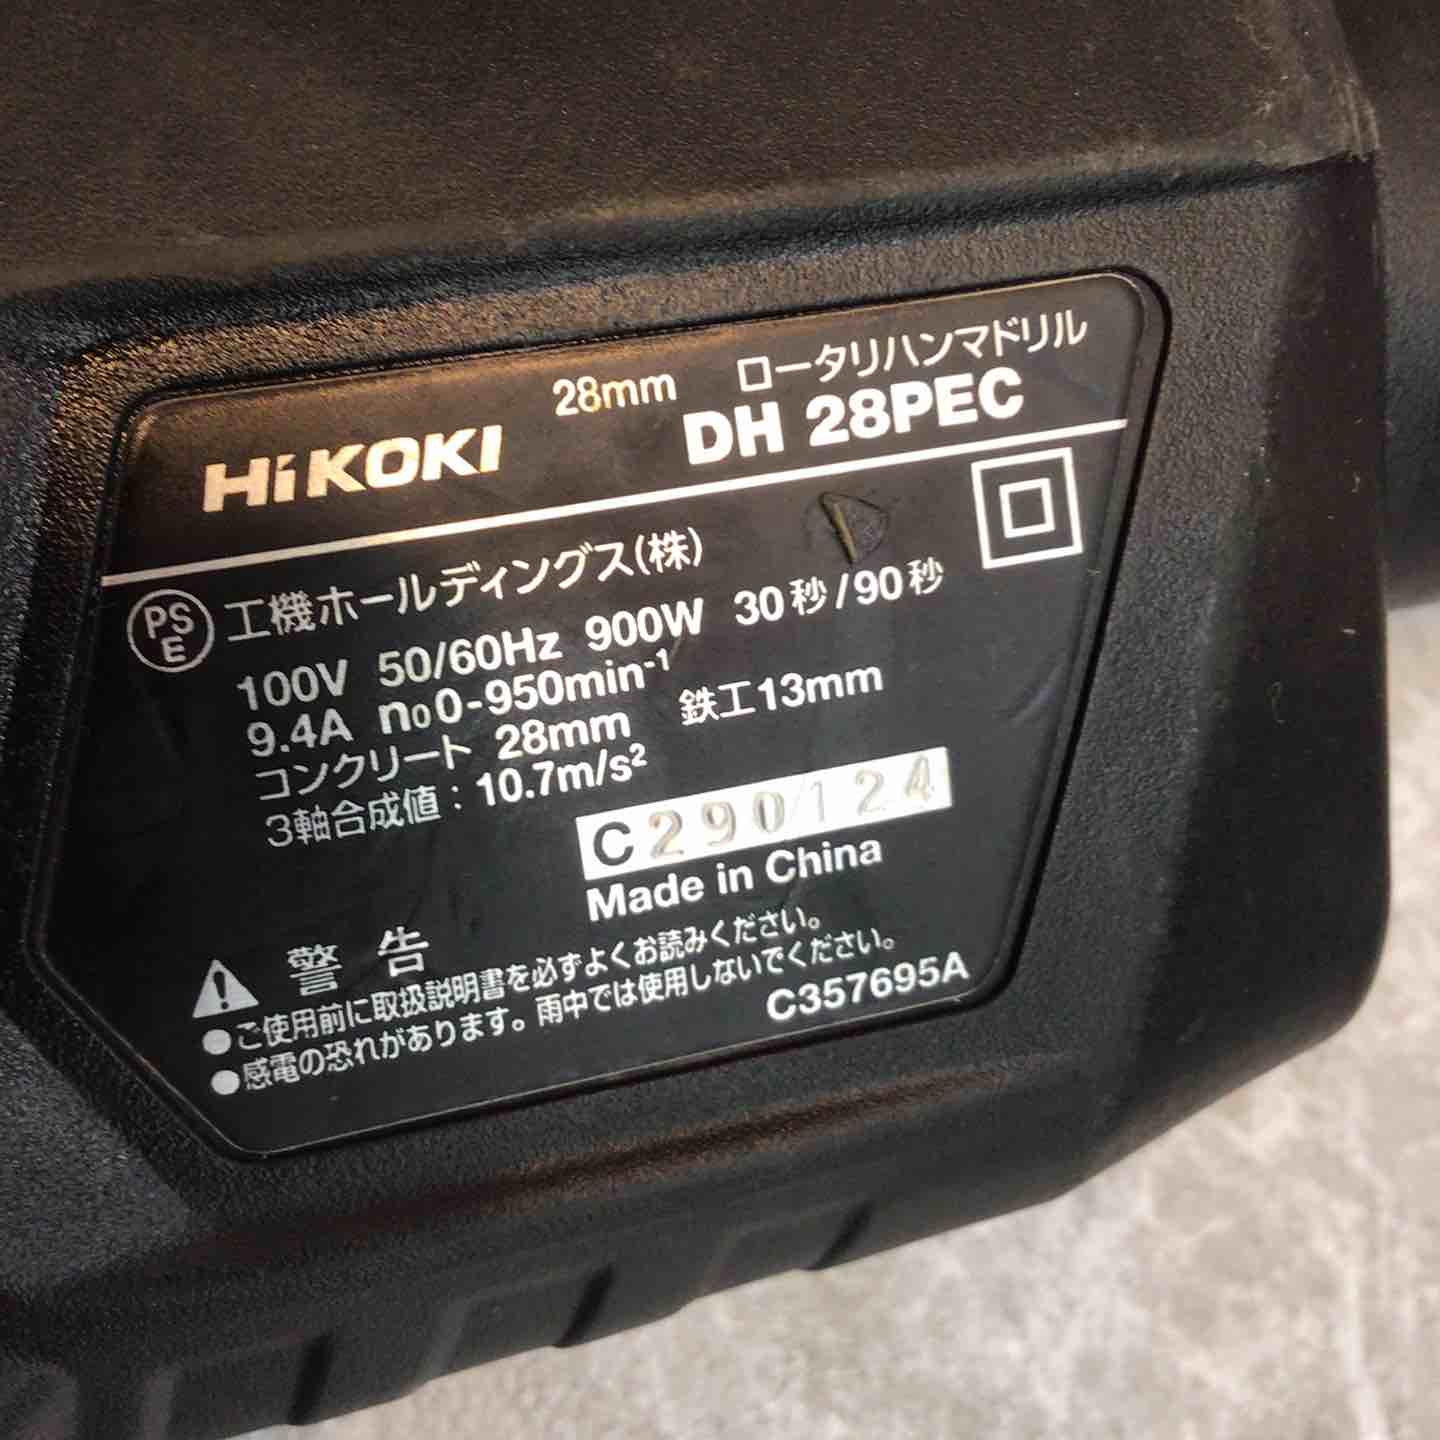 28mm ロータリハンマドリル
HiKOKI DH 28PEC
PSE 工機ホールディングス(株)
100V 50/60Hz 900W 30秒/90秒
9.4A n₀0-950min⁻¹
コンクリート 28mm 鉄工13mm
3軸合成値：10.7m/s²
C290124
Made in China
警告
●ご使用前に取扱説明書を必ずよくお読みください。
●感電の恐れがあります。雨中では使用しないでください。
C357695A